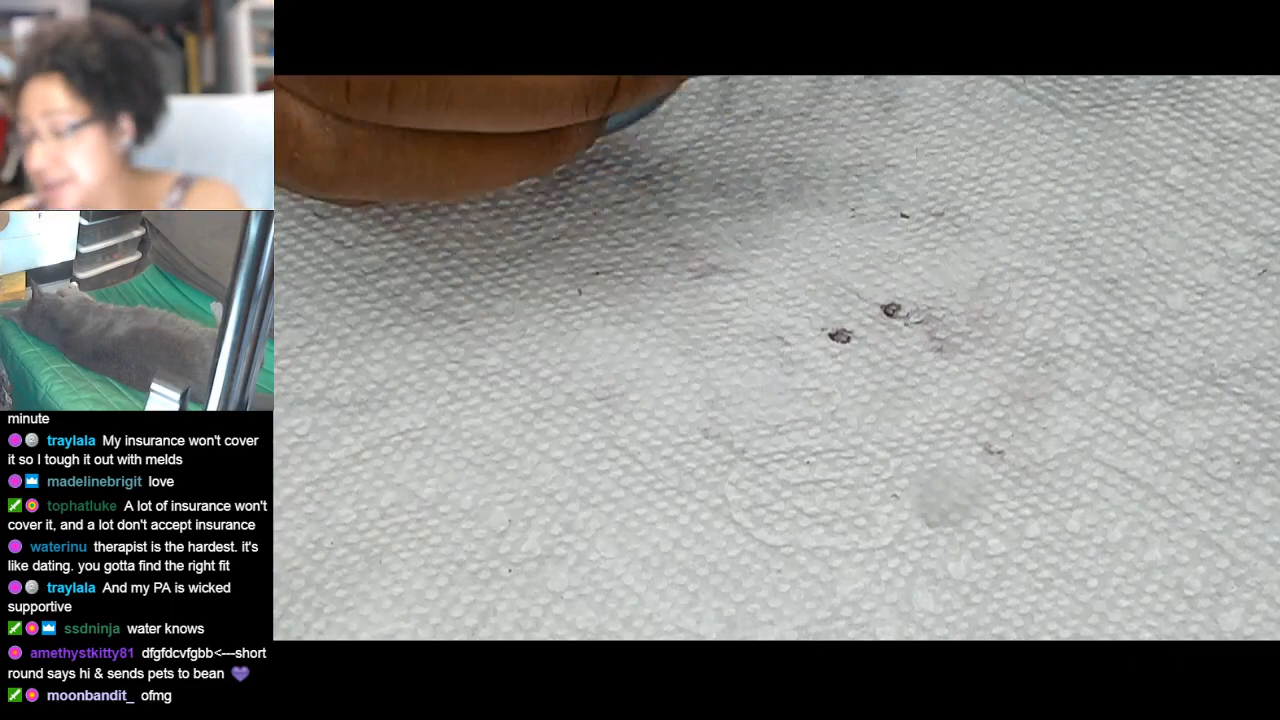 minute
traylala My insurance won't cover
it so I tough it out with melds
madelinebrigit love
tophatluke A lot of insurance won't
cover it, and a lot don't accept insurance
waterinu therapist is the hardest. it's
like dating. you gotta find the right fit
traylala And my PA is wicked
supportive
ssdninja water knows
amethystkitty81 dfgfdcvfgbb<---short
round says hi & sends pets to bean
moonbandit_ ofmg